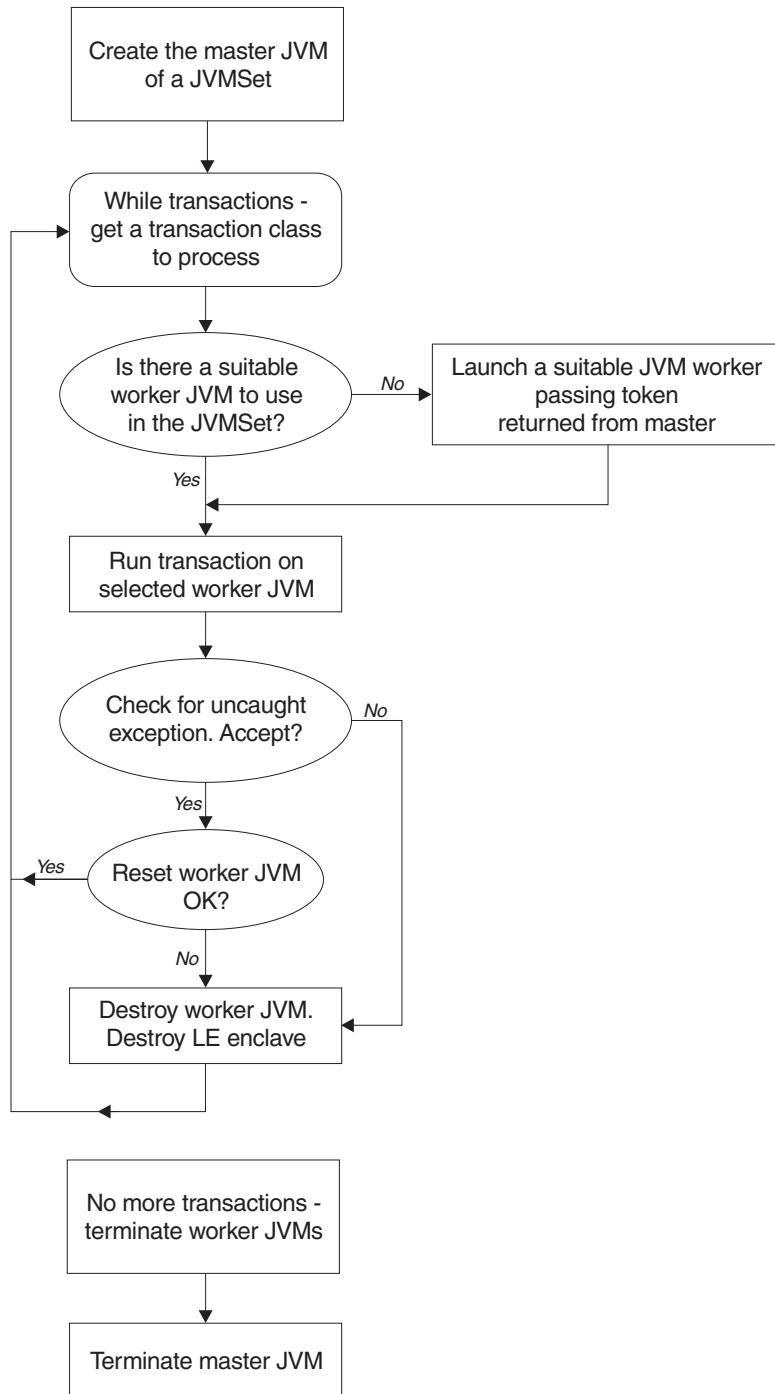 Create the master JVM
of a JVMSet
While transactions -
get a transaction class
to process
Is there a suitable
worker JVM to use
in the JVMSet?
No
Launch a suitable JVM worker
passing token
returned from master
Yes
Run transaction on
selected worker JVM
Check for uncaught
exception. Accept?
No
Yes
Yes
Reset worker JVM
OK?
No
Destroy worker JVM.
Destroy LE enclave
No more transactions -
terminate worker JVMs
Terminate master JVM